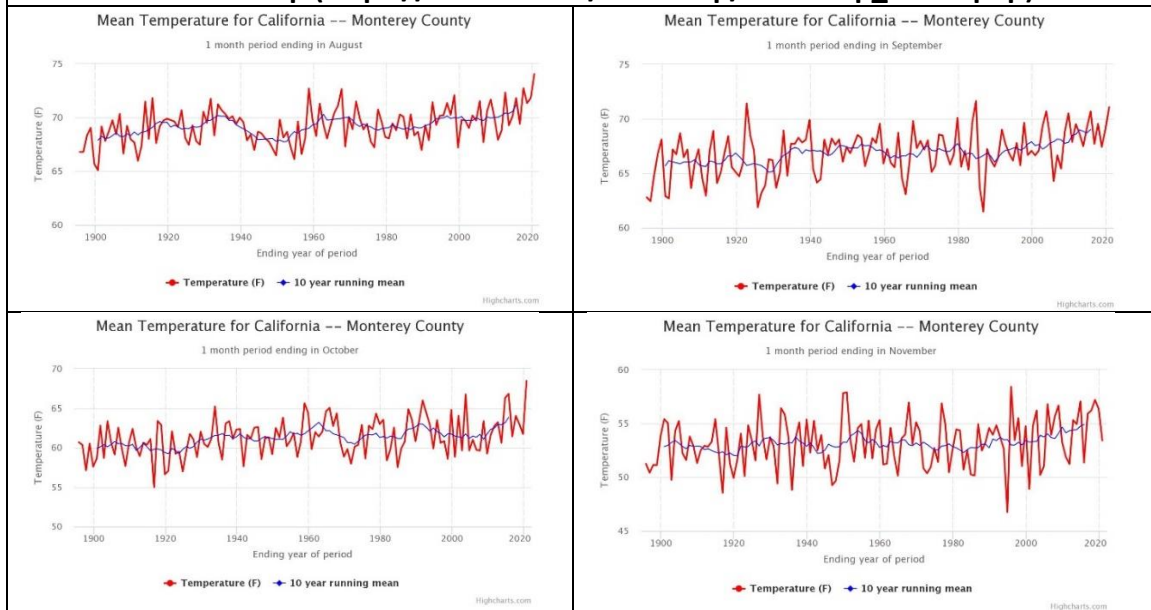 Mean Temperature for California -- Monterey County
1 month period ending in August
75
70
65
60
Temperature (F)
1900
1920
1940
1960
1980
2000
2020
Ending year of period
Temperature (F) 10 year running mean
Highcharts.com
Mean Temperature for California -- Monterey County
1 month period ending in September
75
70
65
60
Temperature (F)
1900
1920
1940
1960
1980
2000
2020
Ending year of period
Temperature (F) 10 year running mean
Highcharts.com
Mean Temperature for California -- Monterey County
1 month period ending in October
70
65
60
55
50
Temperature (F)
1900
1920
1940
1960
1980
2000
2020
Ending year of period
Temperature (F) 10 year running mean
Highcharts.com
Mean Temperature for California -- Monterey County
1 month period ending in November
60
55
50
45
Temperature (F)
1900
1920
1940
1960
1980
2000
2020
Ending year of period
Temperature (F) 10 year running mean
Highcharts.com